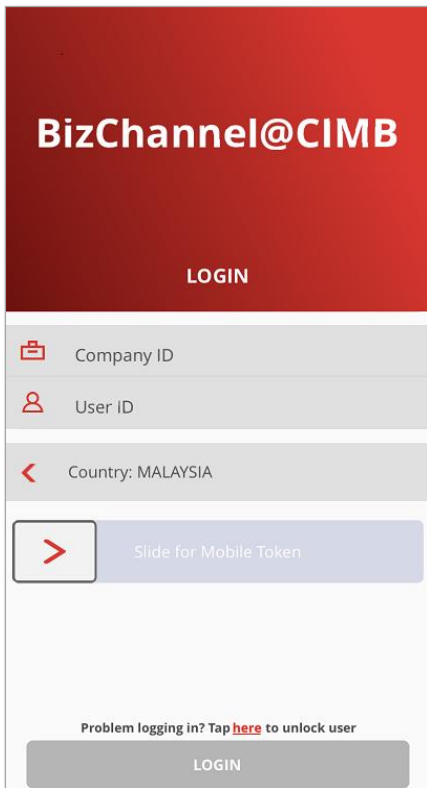 BizChannel@CIMB
LOGIN
Company ID
User ID
Country: MALAYSIA
Slide for Mobile Token
Problem logging in? Tap here to unlock user
LOGIN